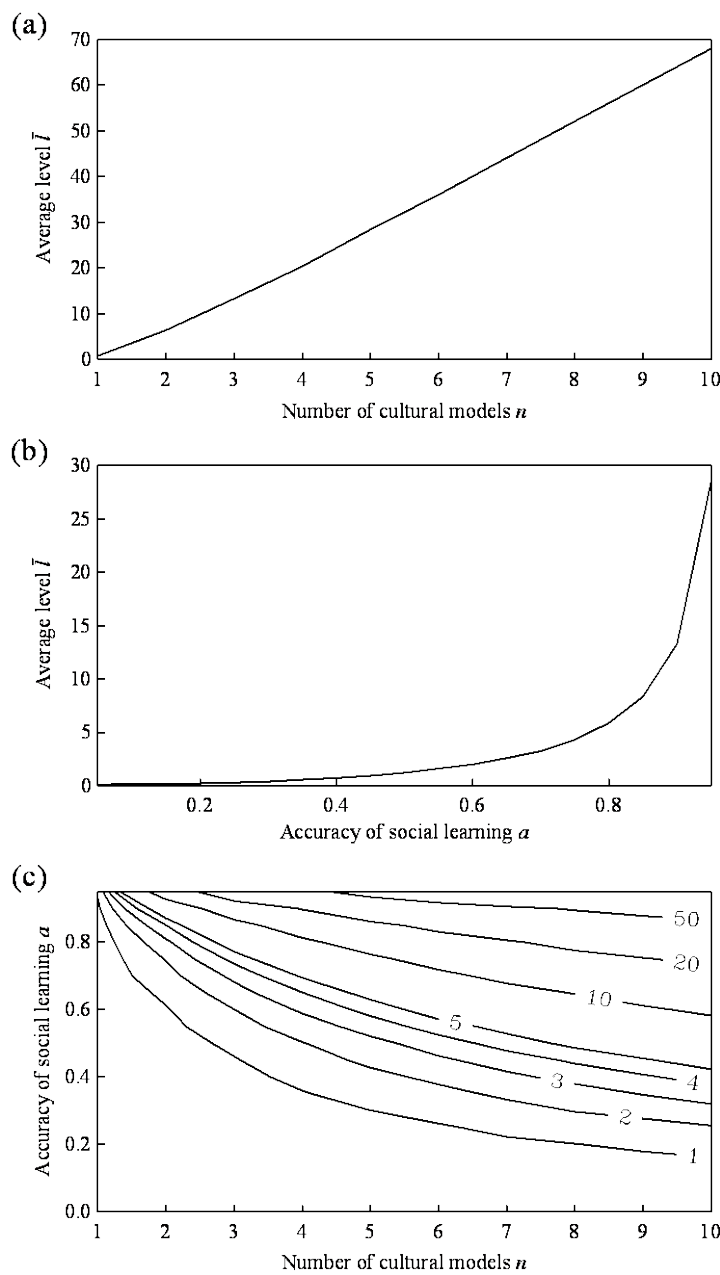 (a)
70
60
50
40
30
20
10
0
Average level l̄
1 2 3 4 5 6 7 8 9 10
Number of cultural models n
(b)
30
25
20
15
10
5
0
Average level l̄
0.2 0.4 0.6 0.8
Accuracy of social learning a
(c)
0.8
0.6
0.4
0.2
0.0
Accuracy of social learning a
50
20
10
5
4
3
2
1
1 2 3 4 5 6 7 8 9 10
Number of cultural models n